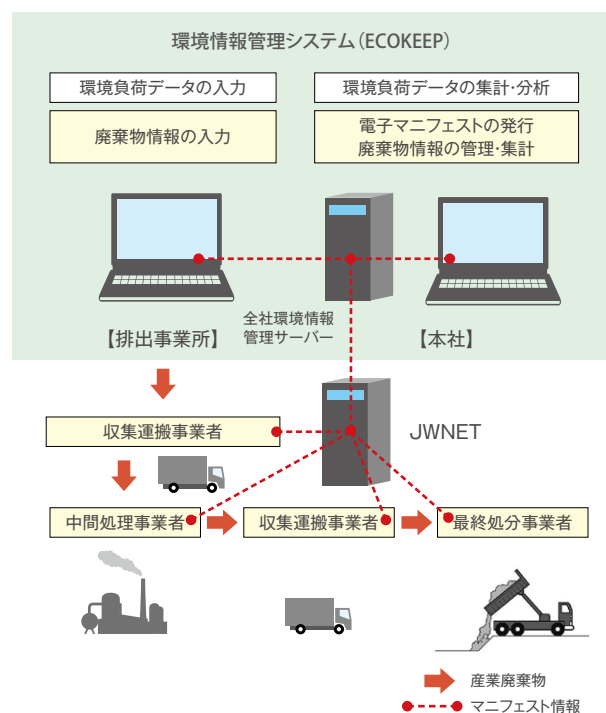 環境情報管理システム（ECOKEEP）
環境負荷データの入力
環境負荷データの集計・分析
廃棄物情報の入力
電子マニフェストの発行
廃棄物情報の管理・集計
全社環境情報
管理サーバー
【排出事業所】
【本社】
収集運搬事業者
JWNET
中間処理事業者
収集運搬事業者
最終処分事業者
産業廃棄物
マニフェスト情報